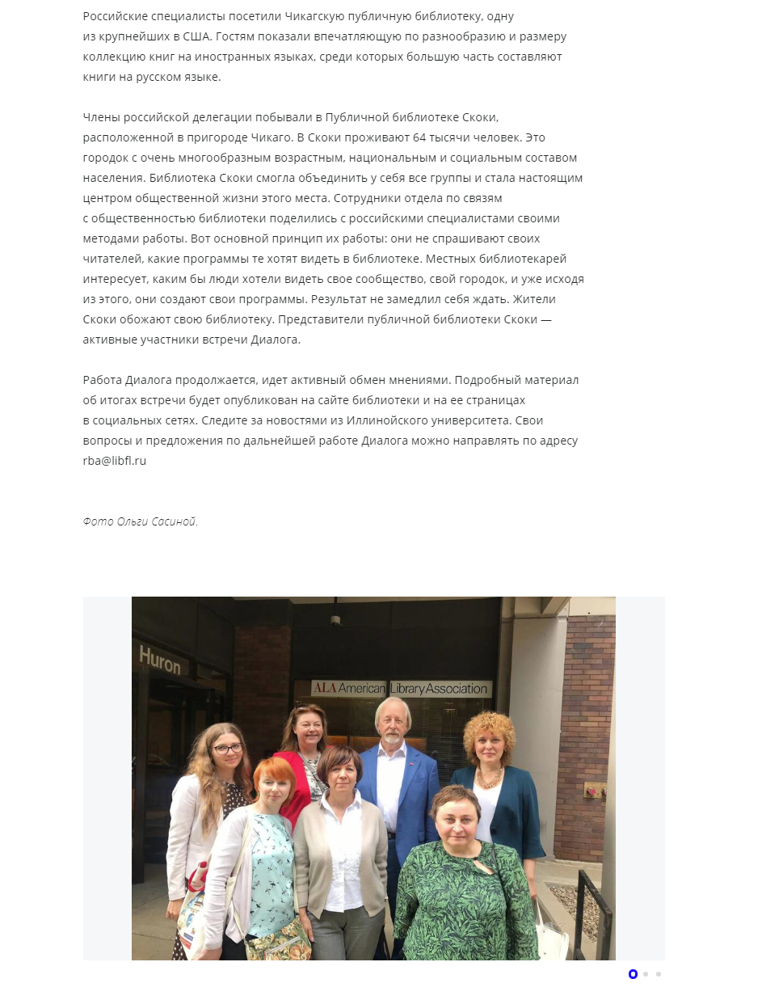 Российские специалисты посетили Чикагскую публичную библиотеку, одну
из крупнейших в США. Гостям показали впечатляющую по разнообразию и размеру
коллекцию книг на иностранных языках, среди которых большую часть составляют
книги на русском языке.
Члены российской делегации побывали в Публичной библиотеке Скоки,
расположенной в пригороде Чикаго. В Скоки проживают 64 тысячи человек. Это
городок с очень многообразным возрастным, национальным и социальным составом
населения. Библиотека Скоки смогла объединить у себя все группы и стала настоящим
центром общественной жизни этого места. Сотрудники отдела по связям
с общественностью библиотеки поделились с российскими специалистами своими
методами работы. Вот основной принцип их работы: они не спрашивают своих
читателей, какие программы те хотят видеть в библиотеке. Местных библиотекарей
интересует, каким бы люди хотели видеть свое сообщество, свой городок, и уже исходя
из этого, они создают свои программы. Результат не замедлил себя ждать. Жители
Скоки обожают свою библиотеку. Представители публичной библиотеки Скоки —
активные участники встречи Диалога.
Работа Диалога продолжается, идет активный обмен мнениями. Подробный материал
об итогах встречи будет опубликован на сайте библиотеки и на ее страницах
в социальных сетях. Следите за новостями из Иллинойского университета. Свои
вопросы и предложения по дальнейшей работе Диалога можно направлять по адресу
rba@libfl.ru
Фото Ольги Сасиной.
Huron
ALA American Library Association